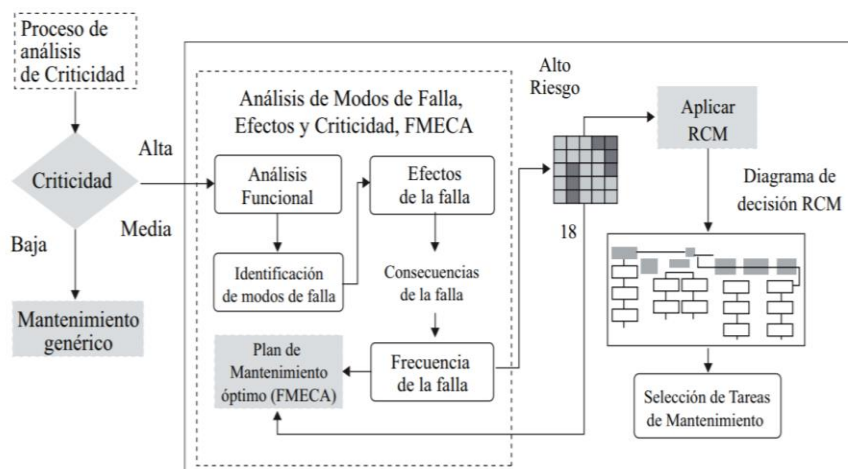 Proceso de
análisis
de Criticidad
Criticidad
Alta
Media
Baja
Mantenimiento
genérico
Análisis de Modos de Falla,
Efectos y Criticidad, FMECA
Análisis
Funcional
Identificación
de modos de falla
Efectos
de la falla
Consecuencias
de la falla
Frecuencia
de la falla
Plan de
Mantenimiento
óptimo (FMECA)
Alto
Riesgo
18
Aplicar
RCM
Diagrama de
decisión RCM
Selección de Tareas
de Mantenimiento